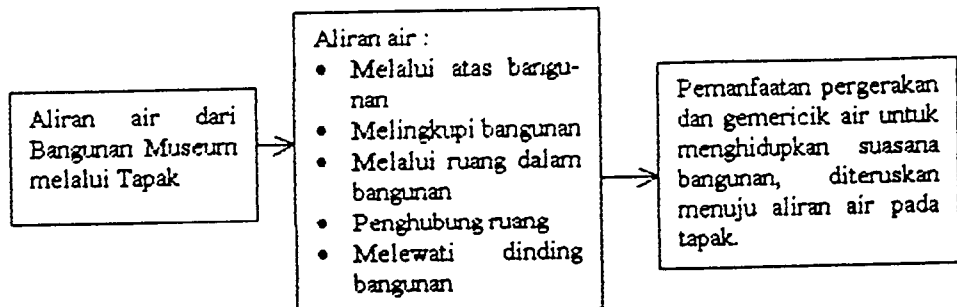 Aliran air dari
Bangunan Museum
melalui Tapak
Aliran air :
• Melalui atas bangu-
nan
• Melingkupi bangunan
• Melalui ruang dalam
bangunan
• Penghubung ruang
• Melewati dinding
bangunan
Pemanfaatan pergerakan
dan gemericik air untuk
menghidupkan suasana
bangunan, diteruskan
menuju aliran air pada
tapak.